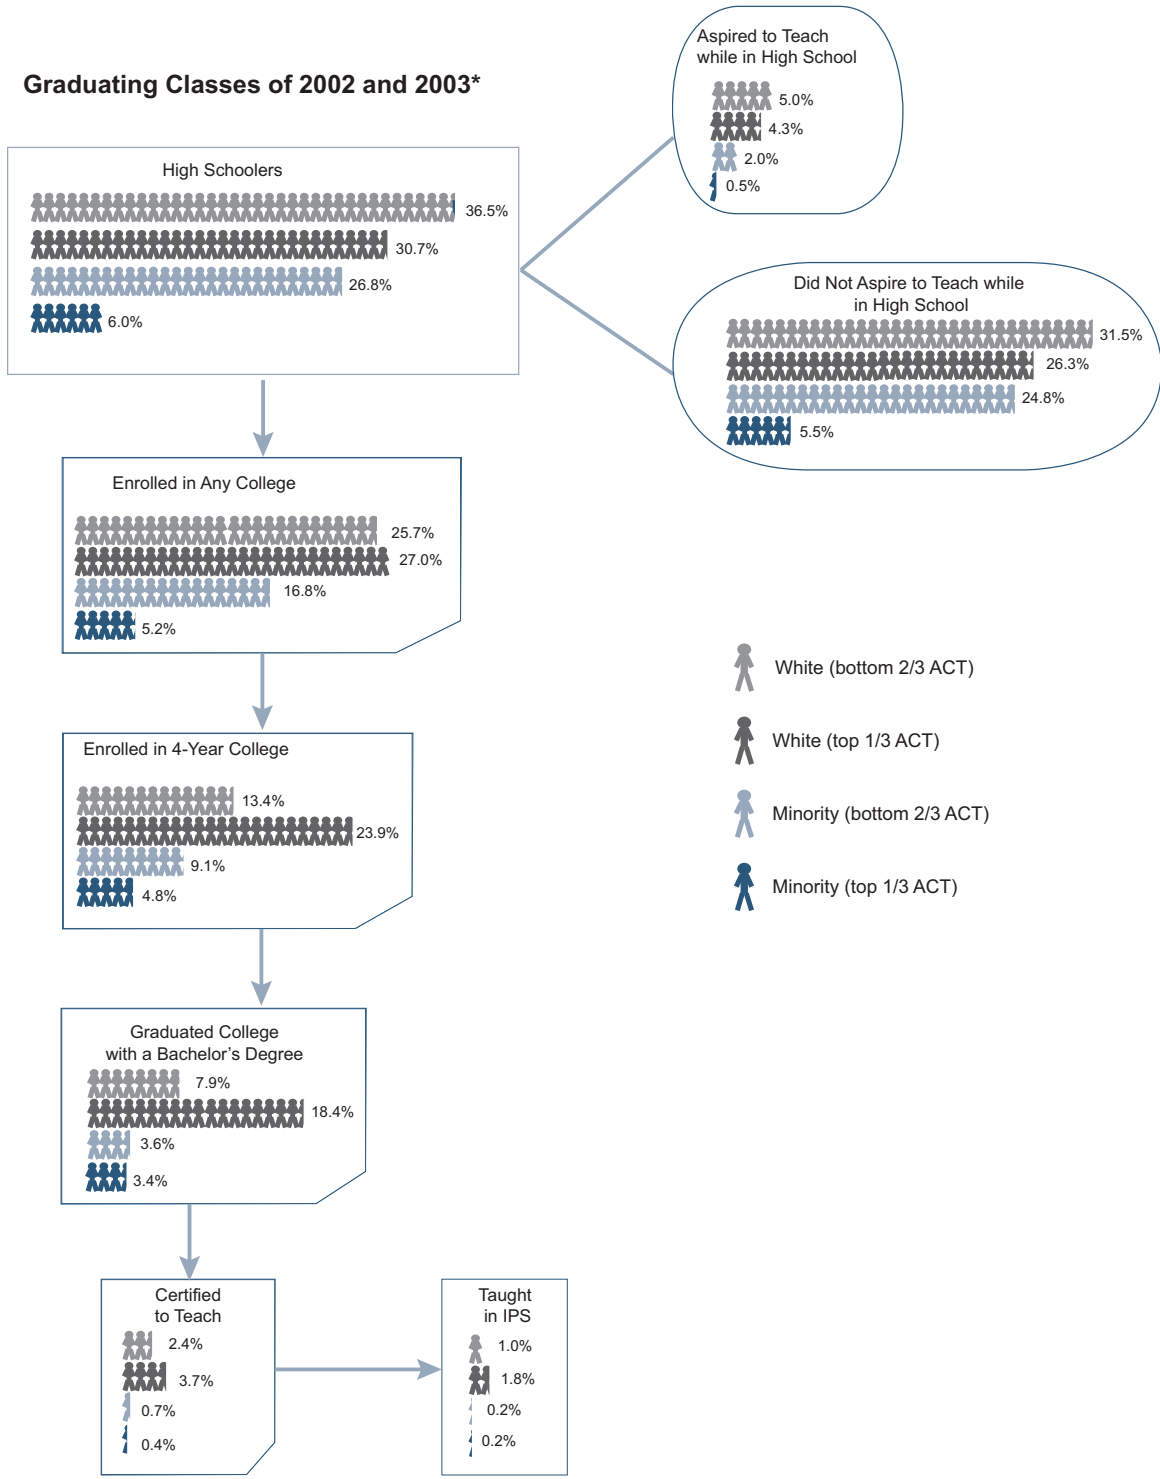 Graduating Classes of 2002 and 2003*
Aspired to Teach
while in High School
5.0%
4.3%
2.0%
0.5%
High Schoolers
36.5%
30.7%
26.8%
6.0%
Did Not Aspire to Teach while
in High School
31.5%
26.3%
24.8%
5.5%
Enrolled in Any College
25.7%
27.0%
16.8%
5.2%
White (bottom 2/3 ACT)
White (top 1/3 ACT)
Minority (bottom 2/3 ACT)
Minority (top 1/3 ACT)
Enrolled in 4-Year College
13.4%
23.9%
9.1%
4.8%
Graduated College
with a Bachelor’s Degree
7.9%
18.4%
3.6%
3.4%
Certified
to Teach
2.4%
3.7%
0.7%
0.4%
Taught
in IPS
1.0%
1.8%
0.2%
0.2%